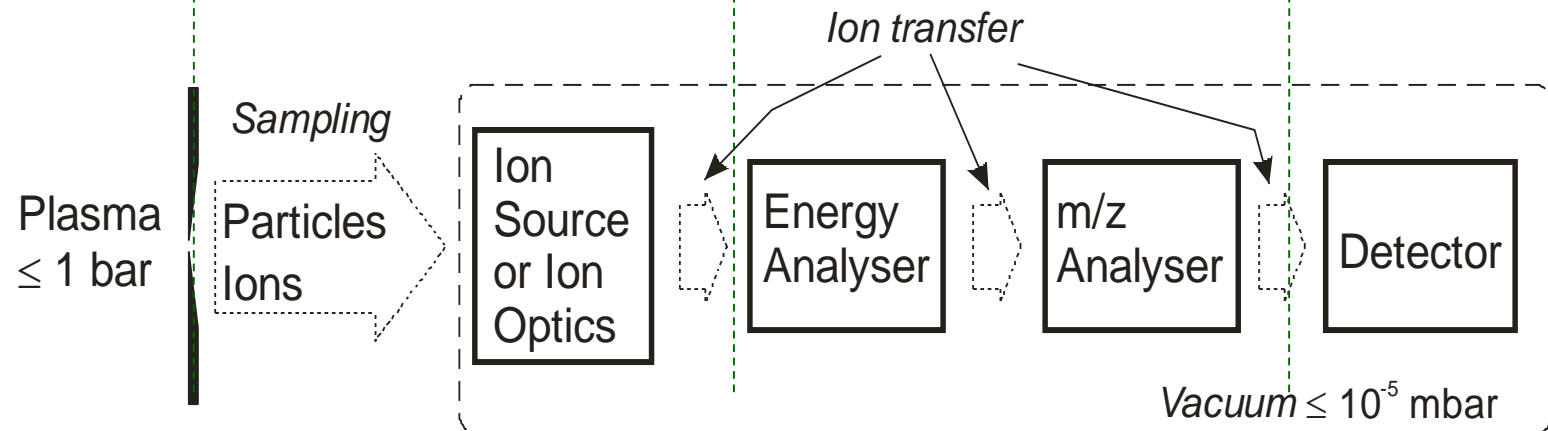 Ion transfer
Sampling
Plasma
≤ 1 bar
Particles
Ions
Ion
Source
or Ion
Optics
Energy
Analyser
m/z
Analyser
Detector
Vacuum ≤ 10⁻⁵ mbar